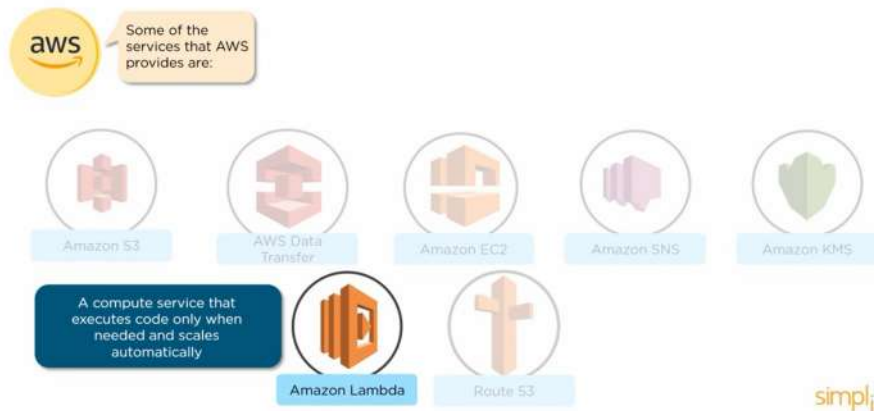 aws
Some of the
services that AWS
provides are:
Amazon S3
AWS Data
Transfer
Amazon EC2
Amazon SNS
Amazon KMS
A compute service that
executes code only when
needed and scales
automatically
Amazon Lambda
Route 53
simpli